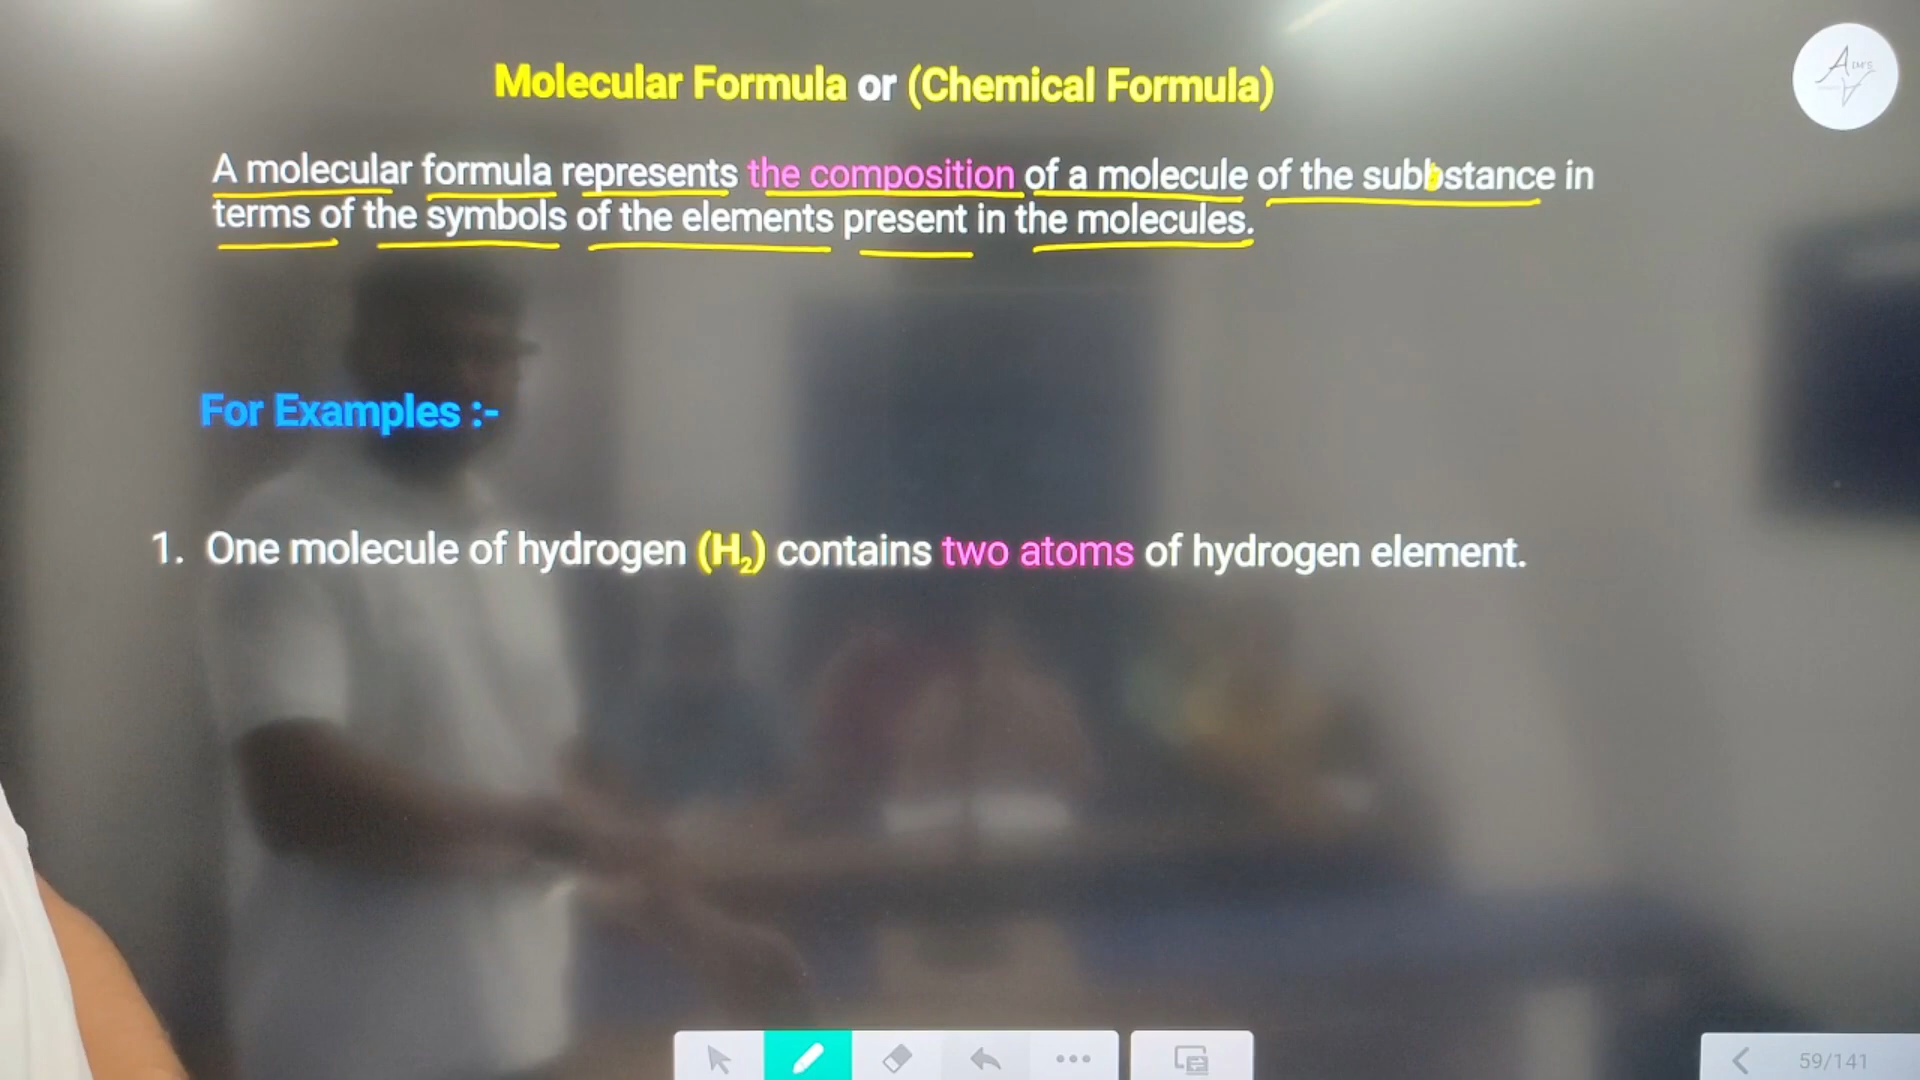 Molecular Formula or (Chemical Formula)
A DM'S
A molecular formula represents the composition of a molecule of the subbstance in
terms of the symbols of the elements present in the molecules.
For Examples :-
1. One molecule of hydrogen (H₂) contains two atoms of hydrogen element.
59/141